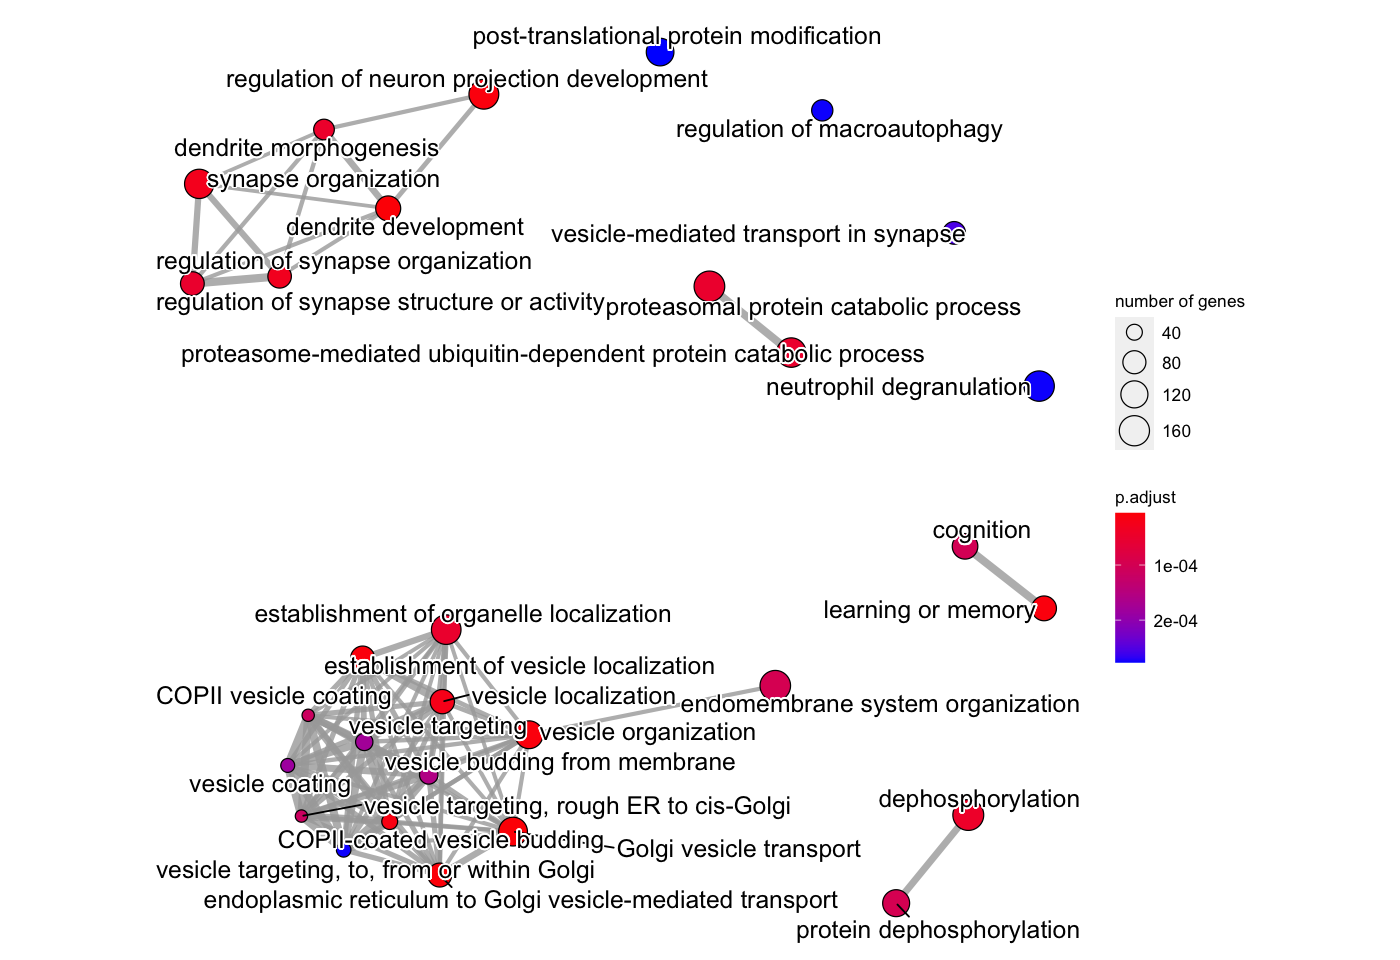 post-translational protein modification
regulation of neuron projection development
regulation of macroautophagy
dendrite morphogenesis
synapse organization
dendrite development
vesicle-mediated transport in synapse
regulation of synapse organization
regulation of synapse structure or activity
proteasomal protein catabolic process
proteasome-mediated ubiquitin-dependent protein catabolic process
neutrophil degranulation
number of genes
40
80
120
160
p.adjust
1e-04
2e-04
cognition
learning or memory
establishment of organelle localization
establishment of vesicle localization
COPII vesicle coating
vesicle localization
endomembrane system organization
vesicle targeting
vesicle organization
vesicle budding from membrane
vesicle coating
vesicle targeting, rough ER to cis-Golgi
dephosphorylation
COPII-coated vesicle budding
Golgi vesicle transport
vesicle targeting, to, from or within Golgi
endoplasmic reticulum to Golgi vesicle-mediated transport
protein dephosphorylation